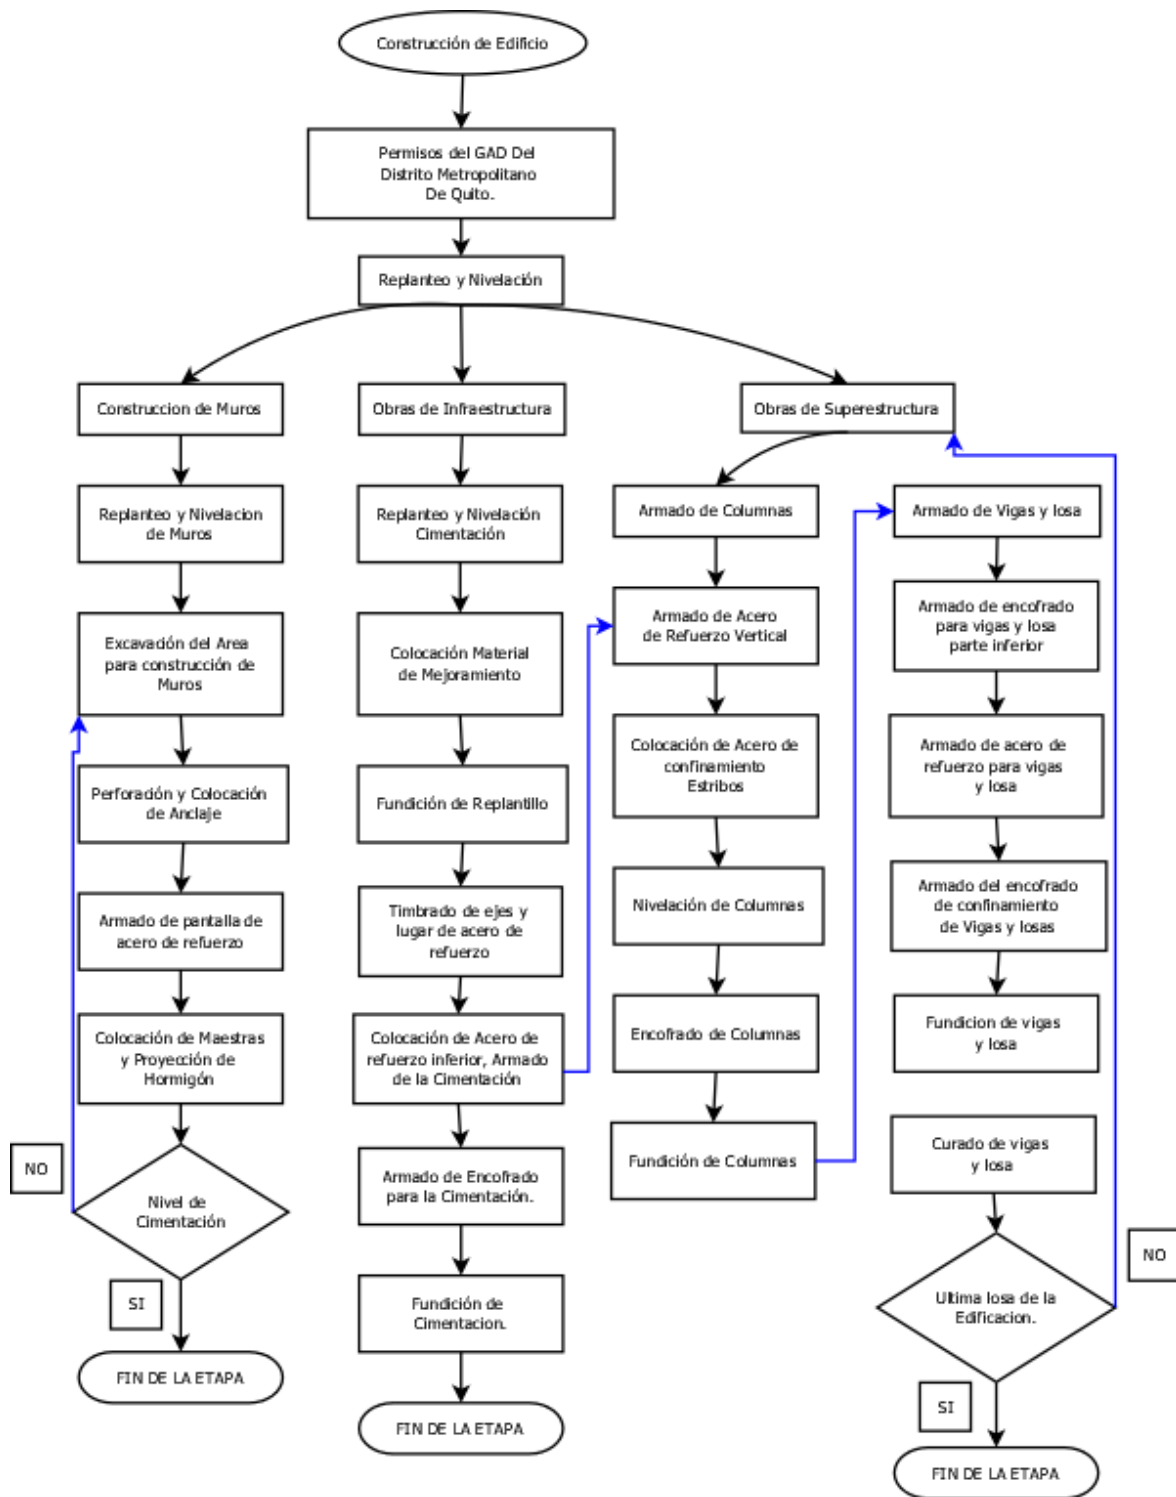 Construcción de Edificio
Permisos del GAD Del
Distrito Metropolitano
De Quito.
Replanteo y Nivelación
Construccion de Muros
Replanteo y Nivelacion
de Muros
Excavación del Area
para construcción de
Muros
Perforación y Colocación
de Anclaje
Armado de pantalla de
acero de refuerzo
Colocación de Maestras
y Proyección de
Hormigón
NO
Nivel de
Cimentación
SI
FIN DE LA ETAPA
Obras de Infraestructura
Replanteo y Nivelación
Cimentación
Colocación Material
de Mejoramiento
Fundición de Replantillo
Timbrado de ejes y
lugar de acero de
refuerzo
Colocación de Acero de
refuerzo inferior, Armado
de la Cimentación
Armado de Encofrado
para la Cimentación.
Fundición de
Cimentacion.
FIN DE LA ETAPA
Obras de Superestructura
Armado de Columnas
Armado de Acero
de Refuerzo Vertical
Colocación de Acero de
confinamiento
Estribos
Nivelación de Columnas
Encofrado de Columnas
Fundición de Columnas
Armado de Vigas y losa
Armado de encofrado
para vigas y losa
parte inferior
Armado de acero de
refuerzo para vigas
y losa
Armado del encofrado
de confinamiento
de Vigas y losas
Fundicion de vigas
y losa
Curado de vigas
y losa
Ultima losa de la
Edificacion.
NO
SI
FIN DE LA ETAPA